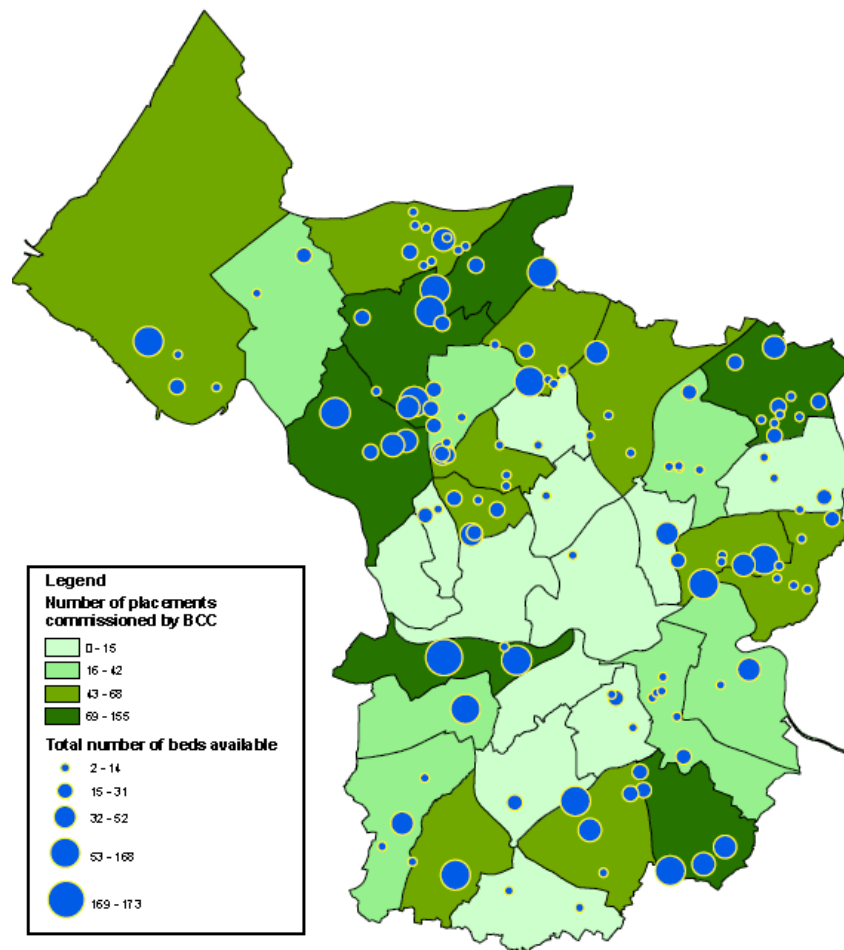 Legend
Number of placements
commissioned by BCC
0 - 15
16 - 42
43 - 68
69 - 155
Total number of beds available
2 - 14
15 - 31
32 - 52
53 - 168
169 - 173